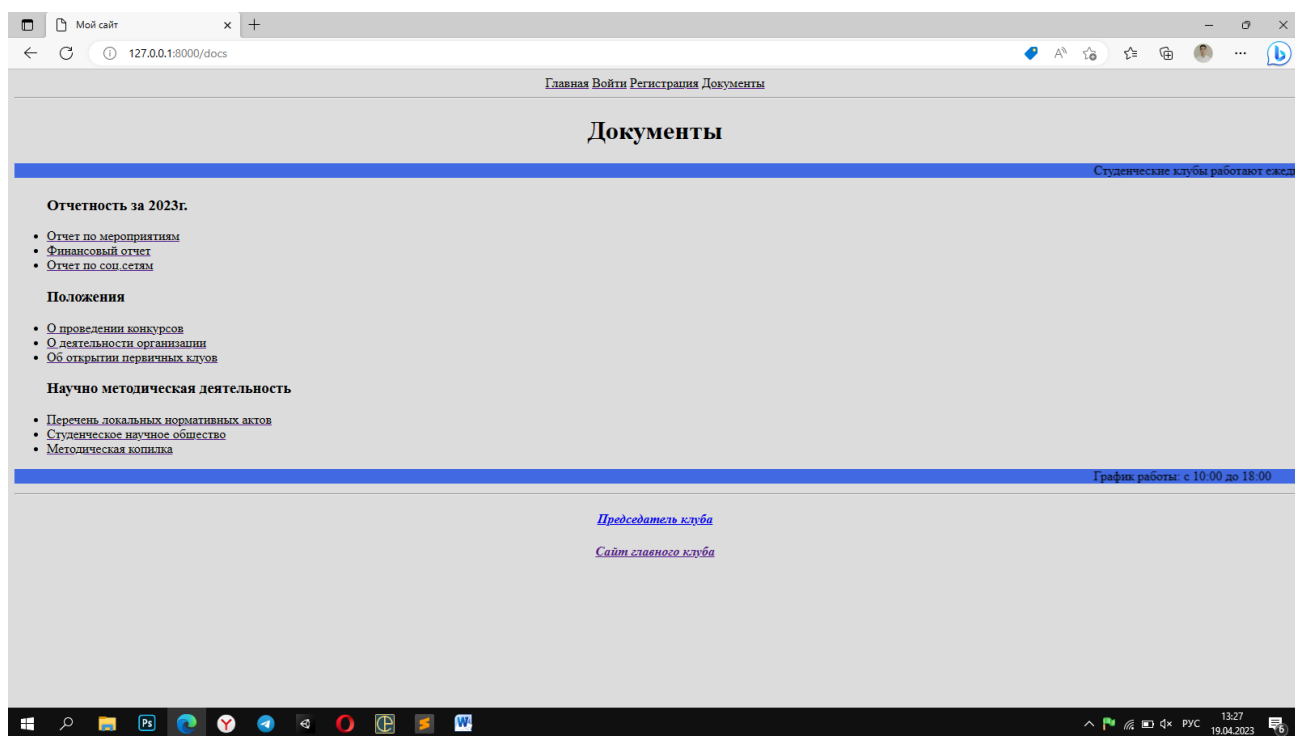 Мой сайт
127.0.0.1:8000/docs
Главная Войти Регистрация Документы
Документы
Студенческие клубы работают
Отчетность за 2023г.
Отчет по мероприятиям
Финансовый отчет
Отчет по соц.сетям
Положения
О проведении конкурсов
О деятельности организации
Об открытии первичных клуов
Научно методическая деятельность
Перечень локальных нормативных актов
Студенческое научное общество
Методическая копилка
График работы: с 10:00 до 18:00
Председатель клуба
Сайт главного клуба
Ps
РУС
13:27
19.04.2023
6